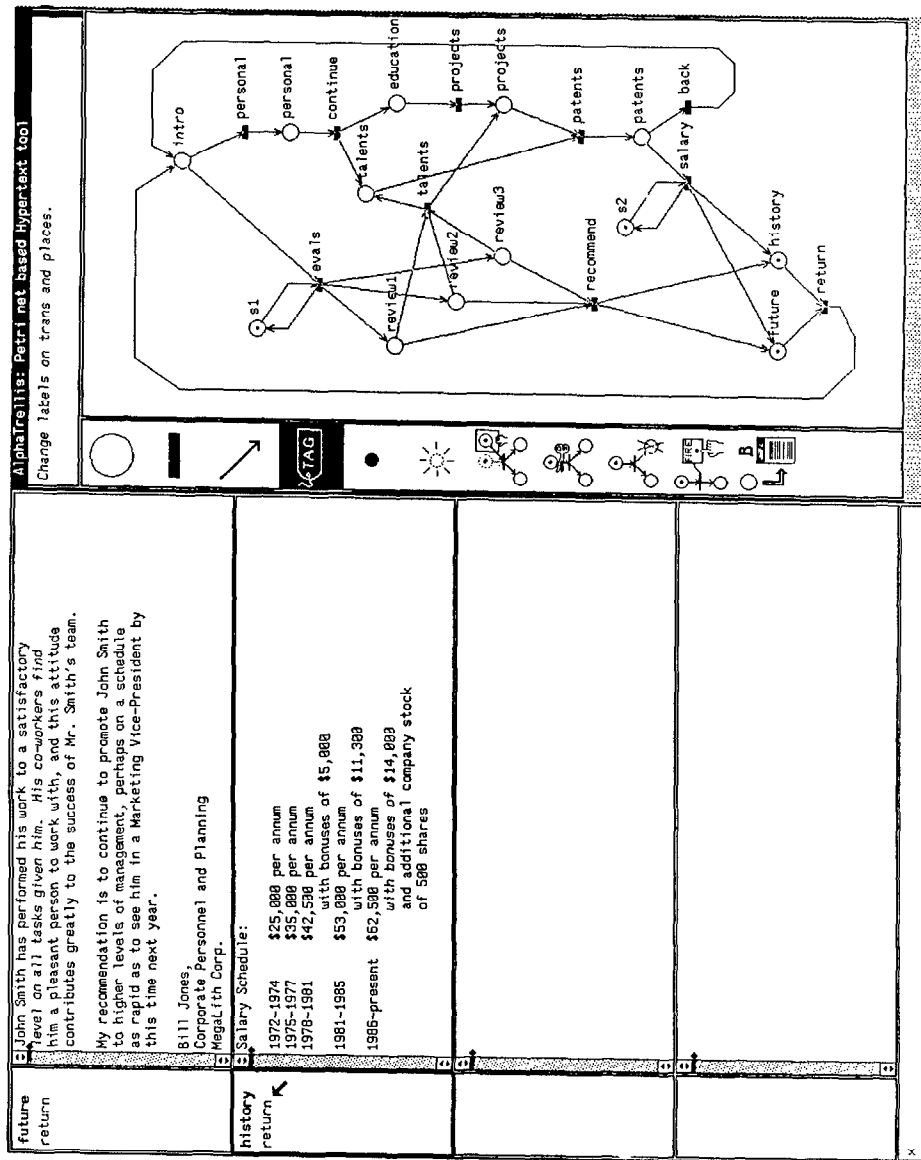 AlphaTrellis: Petri net based Hypertext tool
Change labels on trans and places.
future
return
John Smith has performed his work to a satisfactory
level on all tasks given him. His co-workers find
him a pleasant person to work with, and this attitude
contributes greatly to the success of Mr. Smith's team.
My recommendation is to continue to promote John Smith
to higher levels of management, perhaps on a schedule
as rapid as to see him in a Marketing Vice-President by
this time next year.
Bill Jones,
Corporate Personnel and Planning
MegaLith Corp.
history
return
Salary Schedule:
1972-1974 $25,000 per annum
1975-1977 $35,000 per annum
1978-1981 $42,500 per annum
with bonuses of $5,000
1981-1985 $53,000 per annum
with bonuses of $11,300
1986-present $62,500 per annum
with bonuses of $14,000
and additional company stock
of 500 shares
TAG
FIRE
B
intro
personal
personal
continue
education
talents
projects
projects
talents
s1
evals
review1
review2
review3
patents
patents
recommend
s2
salary
back
future
history
return
x